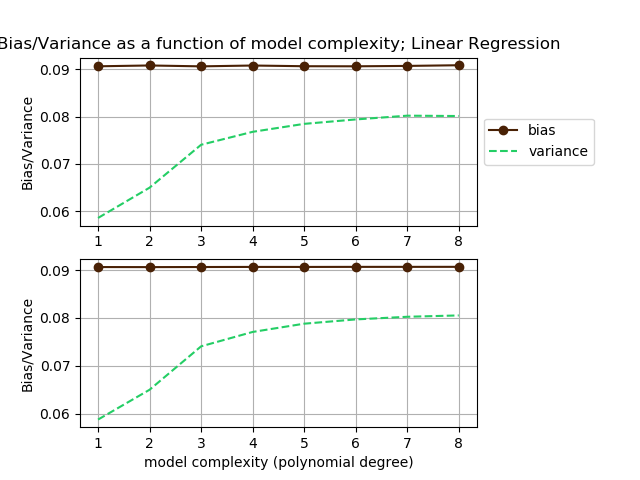 Bias/Variance as a function of model complexity; Linear Regression
0.09
0.08
0.07
0.06
Bias/Variance
1 2 3 4 5 6 7 8
bias
variance
0.09
0.08
0.07
0.06
Bias/Variance
1 2 3 4 5 6 7 8
model complexity (polynomial degree)